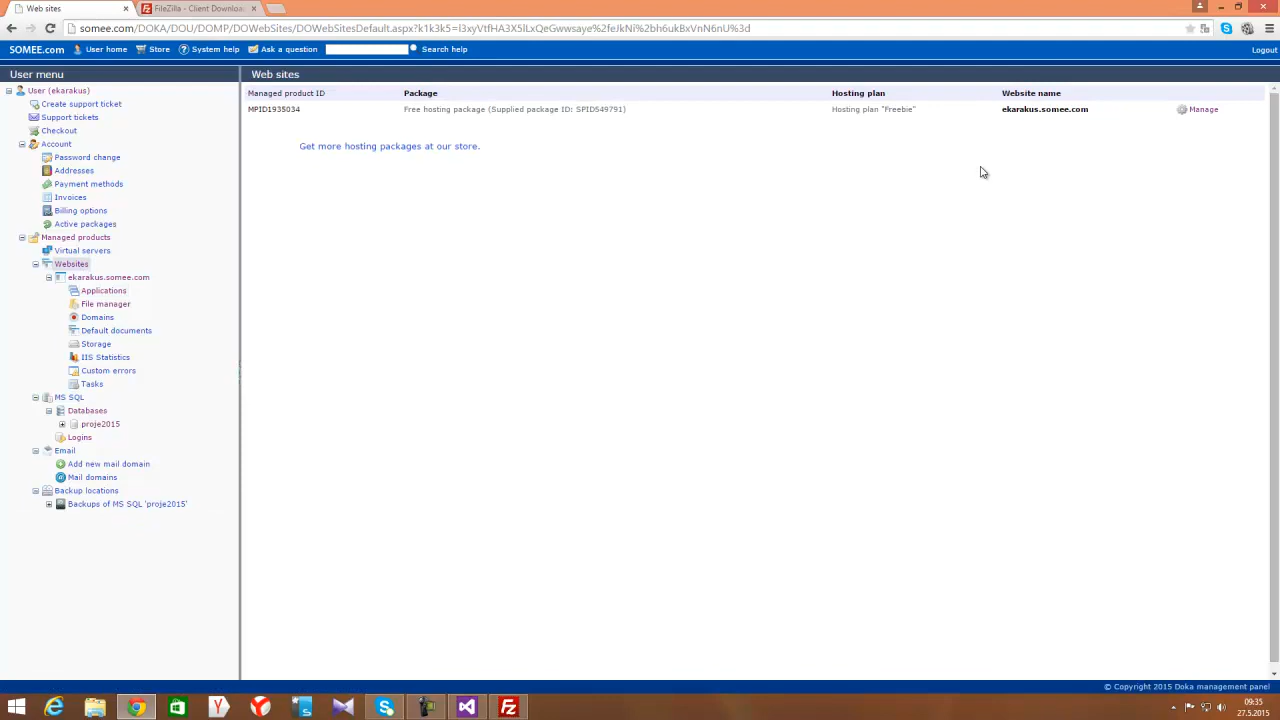 Web sites
FileZilla - Client Downloa
somee.com/DOKA/DOU/DOMP/DOWebSites/DOWebSitesDefault.aspx?k1k3k5=l3xyVtfHA3X5lLxQeGwwsaye%2feJkNi%2bh6ukBxVnN6nU%3d
SOMEE.com User home Store System help Ask a question Search help Logout
User menu
User (ekarakus)
Create support ticket
Support tickets
Checkout
Account
Password change
Addresses
Payment methods
Invoices
Billing options
Active packages
Managed products
Virtual servers
Websites
ekarakus.somee.com
Applications
File manager
Domains
Default documents
Storage
IIS Statistics
Custom errors
Tasks
MS SQL
Databases
proje2015
Logins
Email
Add new mail domain
Mail domains
Backup locations
Backups of MS SQL 'proje2015'
Web sites
Managed product ID Package Hosting plan Website name
MPID1935034 Free hosting package (Supplied package ID: SPID549791) Hosting plan "Freebie" ekarakus.somee.com Manage
Get more hosting packages at our store.
© Copyright 2015 Doka management panel
09:35
27.5.2015